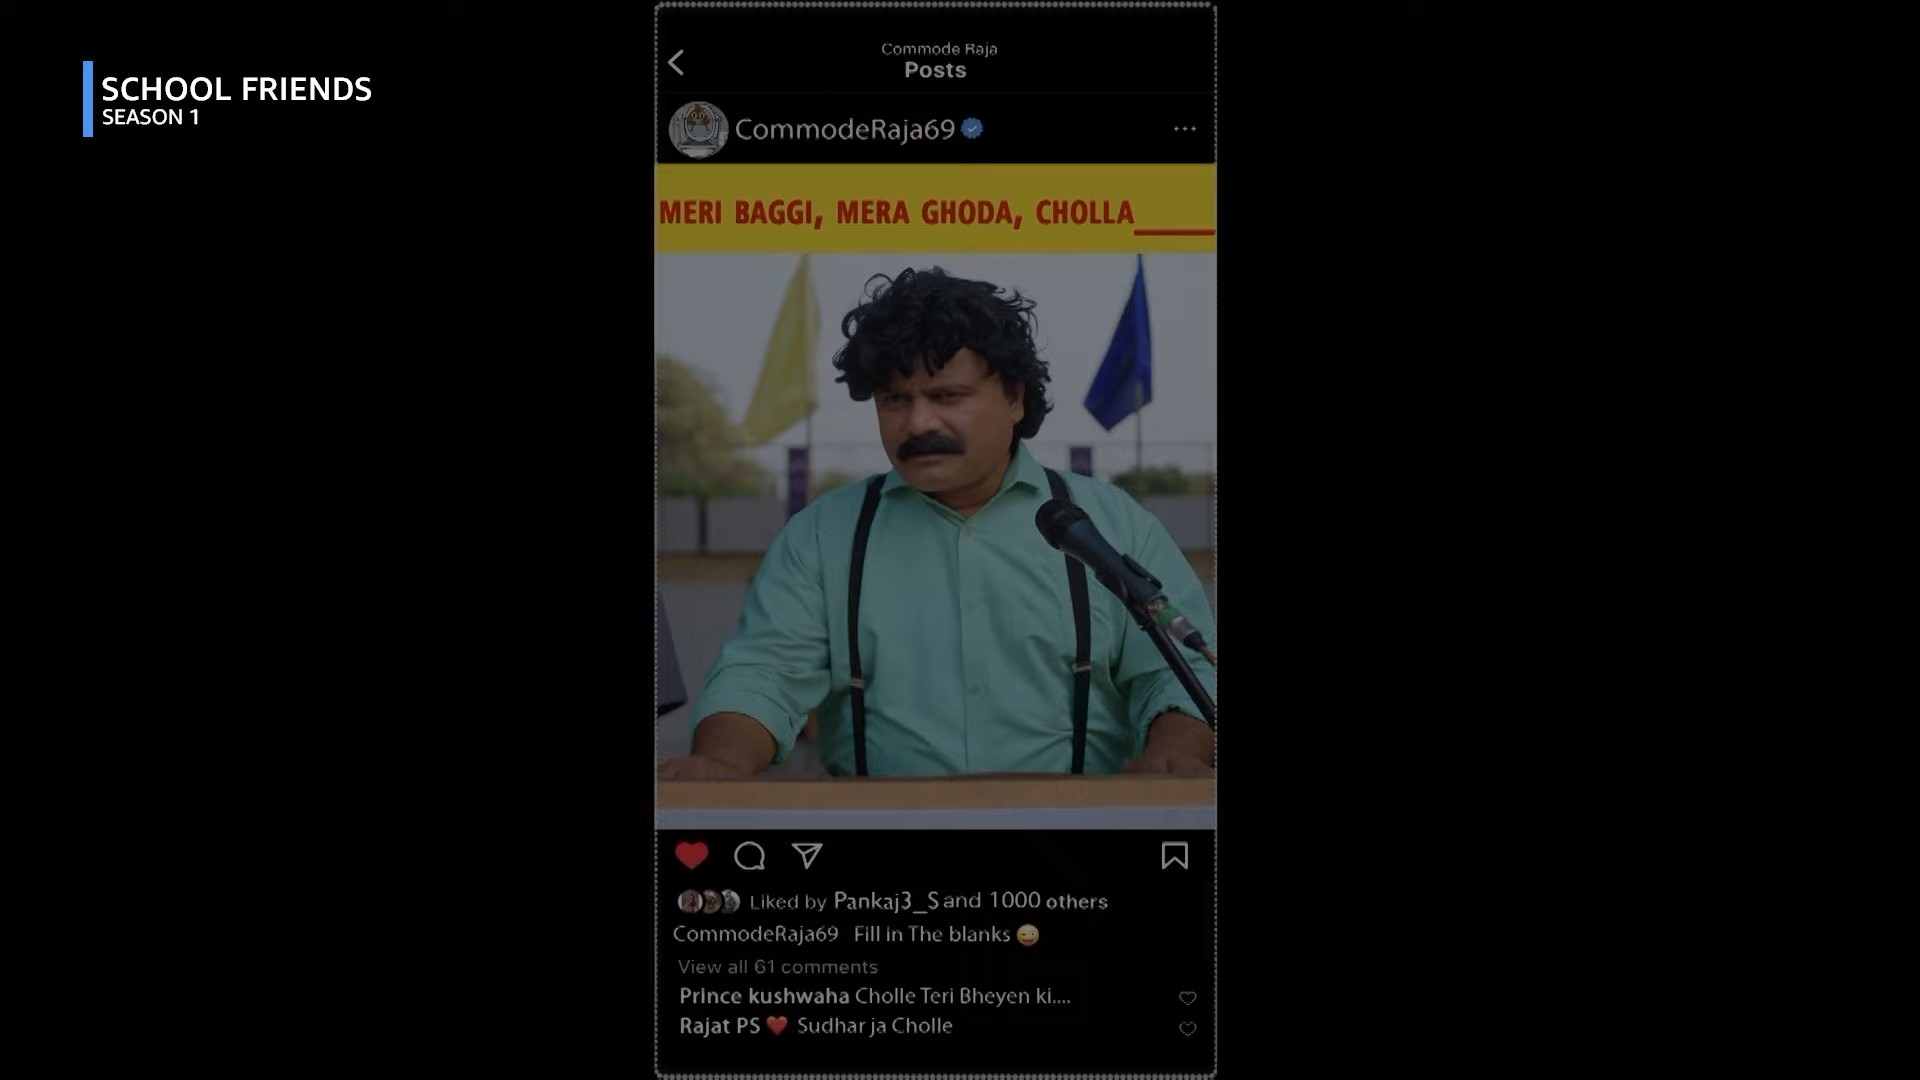 SCHOOL FRIENDS
SEASON 1
Commode Raja
Posts
CommodeRaja69
MERI BAGGI, MERA GHODA, CHOLLA_____
Liked by Pankaj3_S and 1000 others
CommodeRaja69 Fill in The blanks 😜
View all 61 comments
Prince kushwaha Cholle Teri Bheyen ki....
Rajat PS ❤️ Sudhar ja Cholle